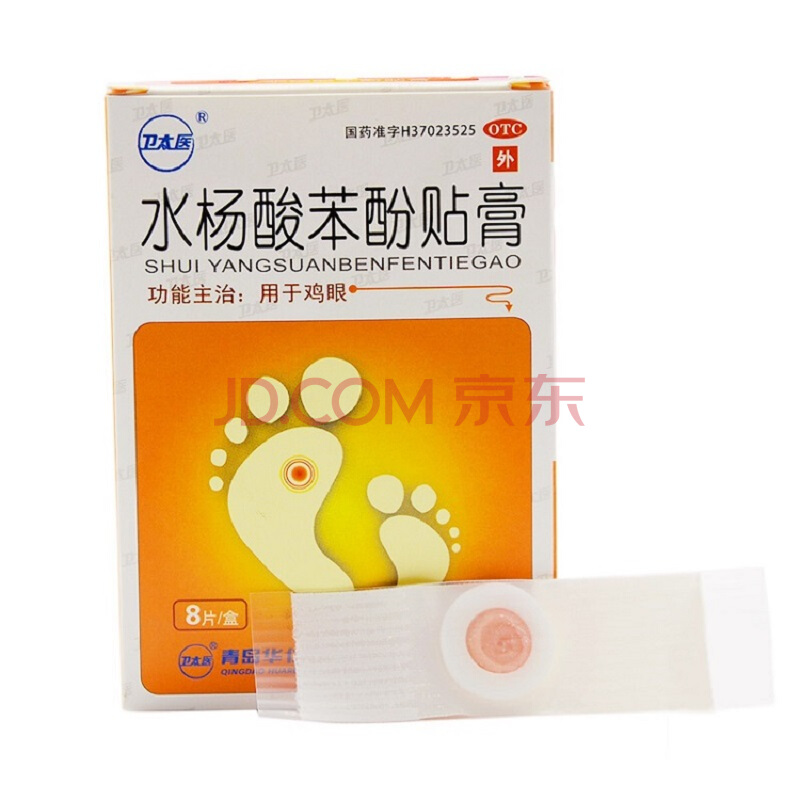 卫太医®
国药准字H37023525 OTC
外
水杨酸苯酚贴膏
SHUI YANGSUANBENFENTIEGAO
功能主治：用于鸡眼
JD.COM 京东
8片/盒
卫太医® 青岛华
QINGDAO